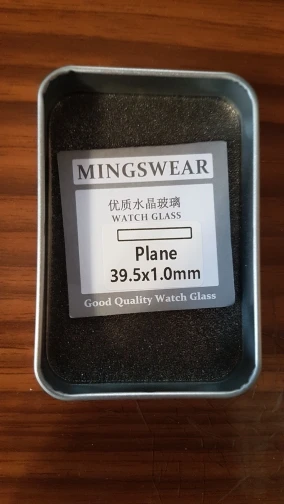 MINGSWEAR
优质水晶玻璃
WATCH GLASS
Plane
39.5x1.0mm
Good Quality Watch Glass